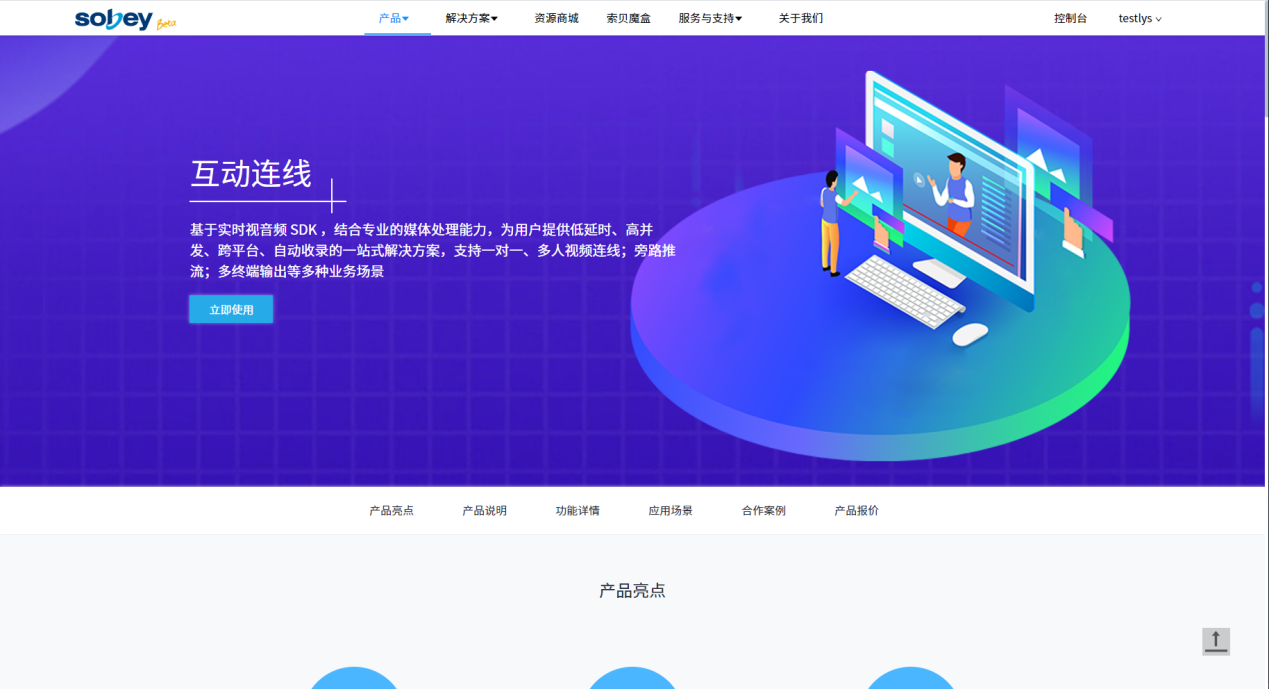 sobey Beta
产品 解决方案 资源商城 索贝魔盒 服务与支持 关于我们 控制台 testlys
互动连线
基于实时视音频 SDK ，结合专业的媒体处理能力，为用户提供低延时、高并
发、跨平台、自动收录的一站式解决方案，支持一对一、多人视频连线；旁路推
流；多终端输出等多种业务场景
立即使用
产品亮点 产品说明 功能详情 应用场景 合作案例 产品报价
产品亮点